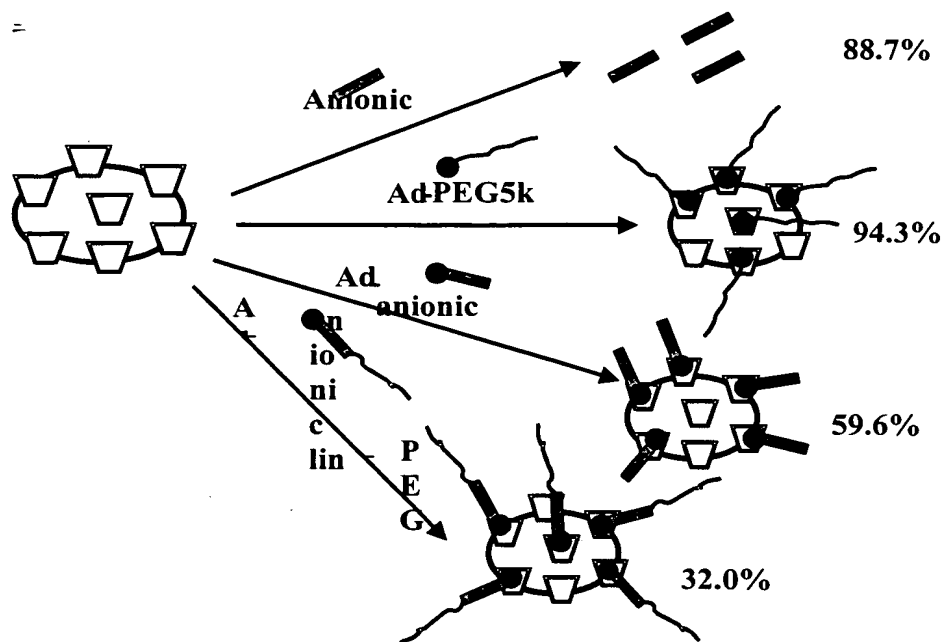 88.7%
Anionic
Ad-PEG5k
94.3%
Ad.
anionic
A
n
io
ni
c
lin
P
E
G
59.6%
32.0%